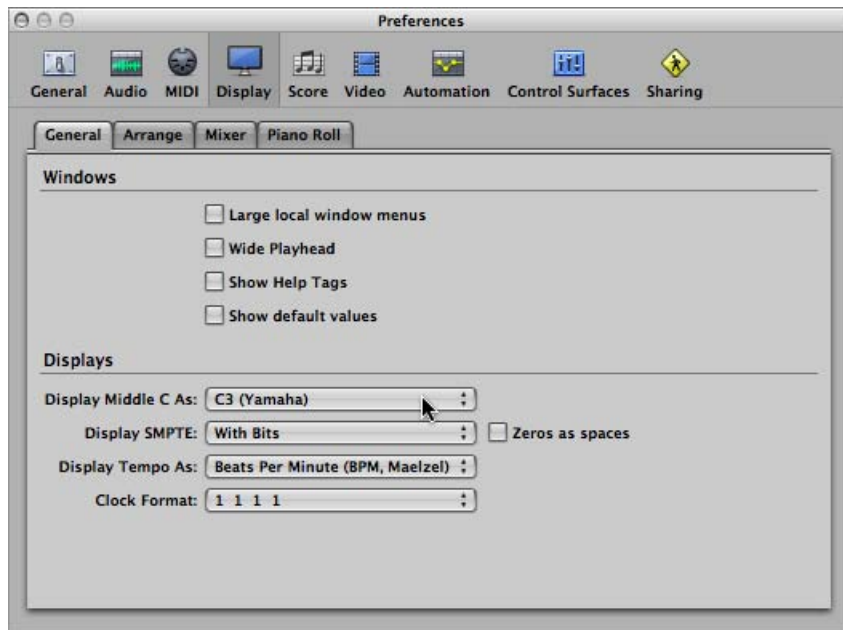 Preferences
General Audio MIDI Display Score Video Automation Control Surfaces Sharing
General Arrange Mixer Piano Roll
Windows
Large local window menus
Wide Playhead
Show Help Tags
Show default values
Displays
Display Middle C As: C3 (Yamaha)
Display SMPTE: With Bits Zeros as spaces
Display Tempo As: Beats Per Minute (BPM, Maelzel)
Clock Format: 1 1 1 1